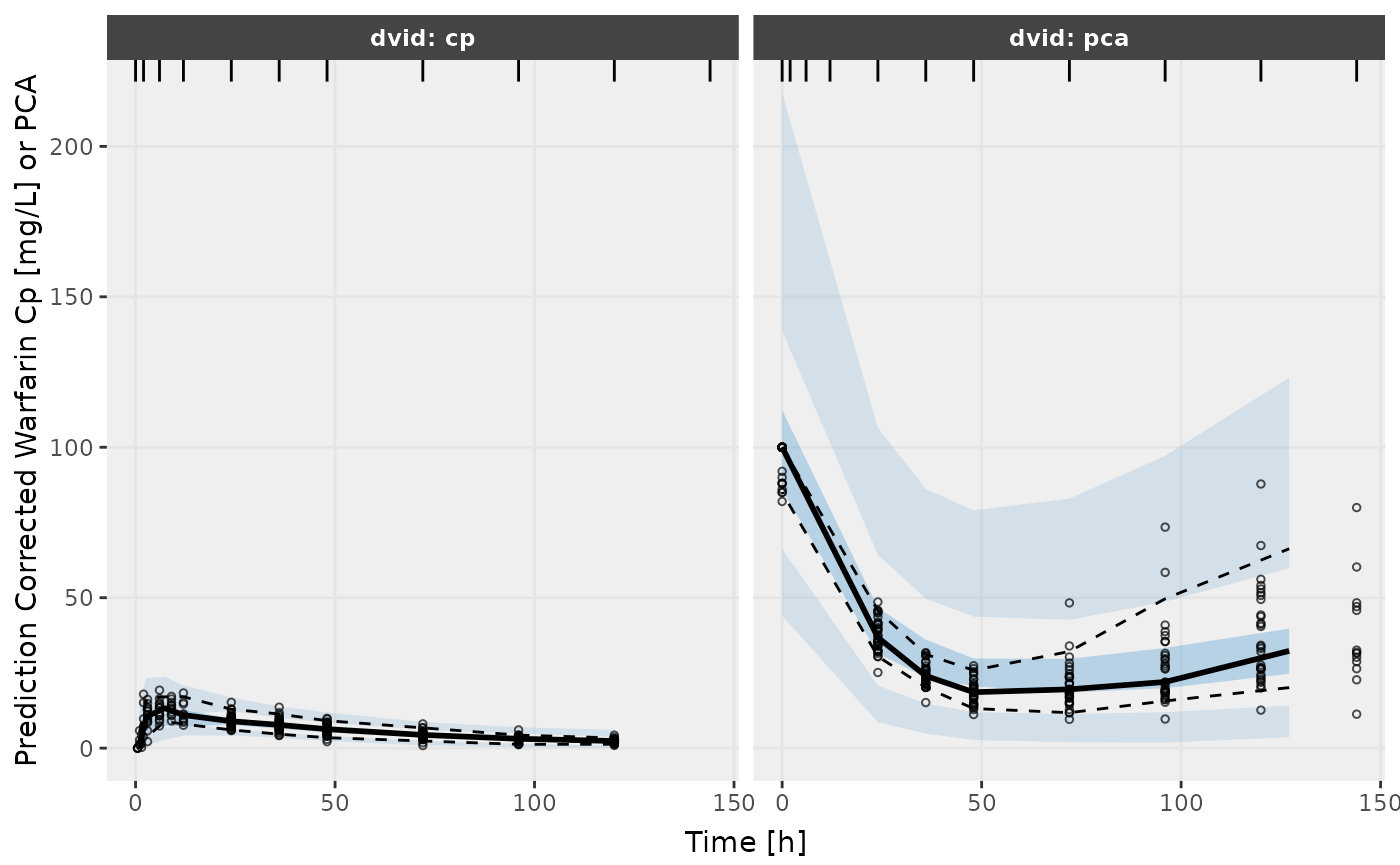 dvid: cp
dvid: pca
Prediction Corrected Warfarin Cp [mg/L] or PCA
200
150
100
50
0
0 50 100 150
0 50 100 150
Time [h]